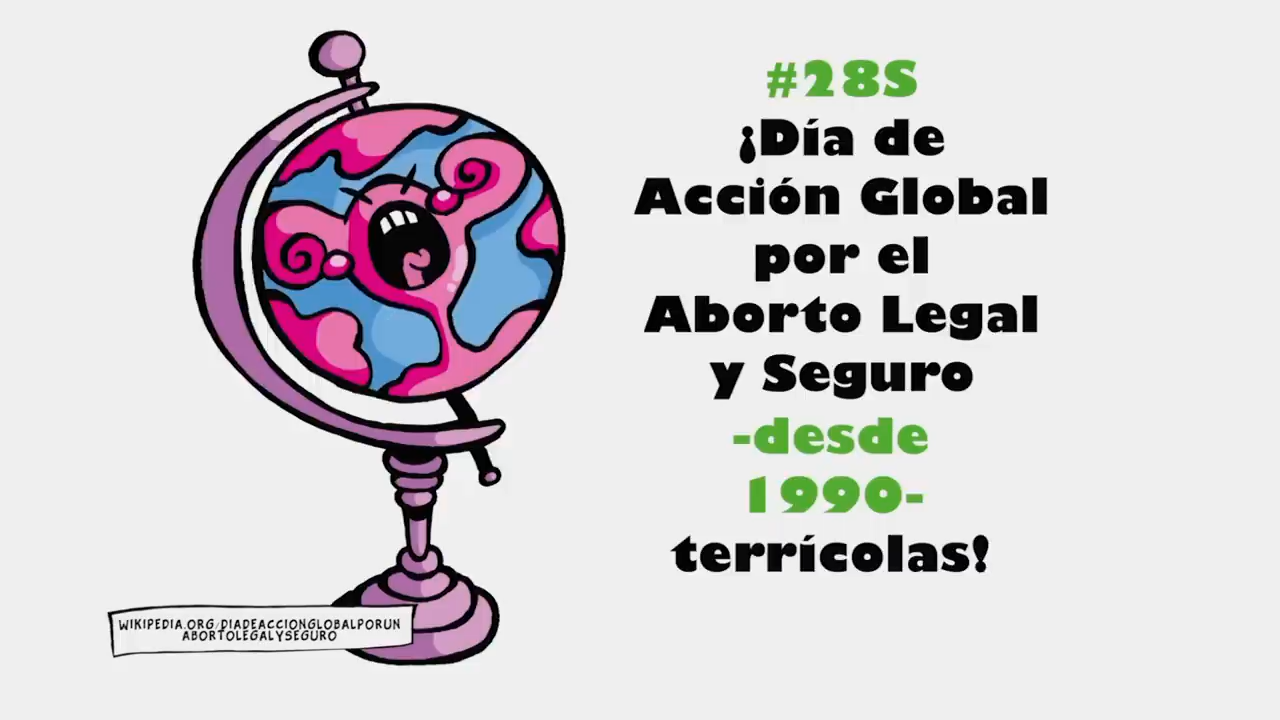 #28S
¡Día de
Acción Global
por el
Aborto Legal
y Seguro
-desde
1990-
terrícolas!
WIKIPEDIA.ORG/DIADEACCIONGLOBALPORUN
ABORTOLEGALYSEGURO